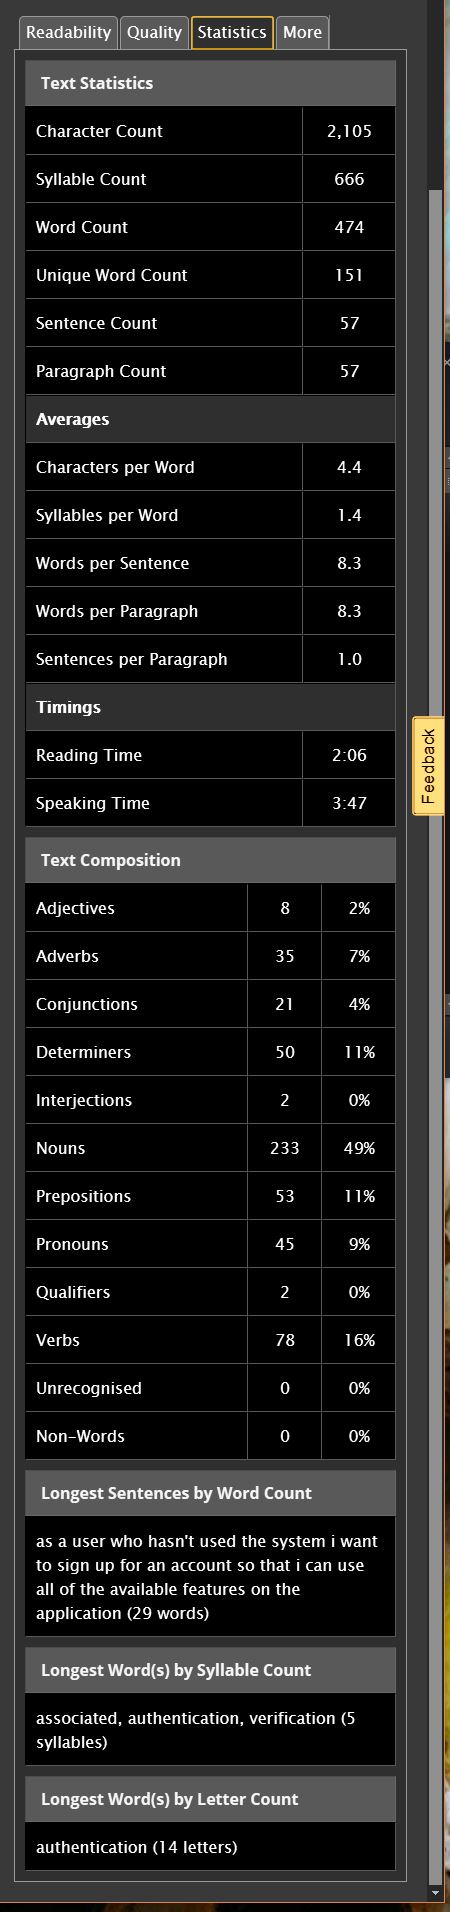 Readability Quality Statistics More
Text Statistics
Character Count 2,105
Syllable Count 666
Word Count 474
Unique Word Count 151
Sentence Count 57
Paragraph Count 57
Averages
Characters per Word 4.4
Syllables per Word 1.4
Words per Sentence 8.3
Words per Paragraph 8.3
Sentences per Paragraph 1.0
Timings
Reading Time 2:06
Speaking Time 3:47
Feedback
Text Composition
Adjectives 8 2%
Adverbs 35 7%
Conjunctions 21 4%
Determiners 50 11%
Interjections 2 0%
Nouns 233 49%
Prepositions 53 11%
Pronouns 45 9%
Qualifiers 2 0%
Verbs 78 16%
Unrecognised 0 0%
Non-Words 0 0%
Longest Sentences by Word Count
as a user who hasn't used the system i want
to sign up for an account so that i can use
all of the available features on the
application (29 words)
Longest Word(s) by Syllable Count
associated, authentication, verification (5
syllables)
Longest Word(s) by Letter Count
authentication (14 letters)